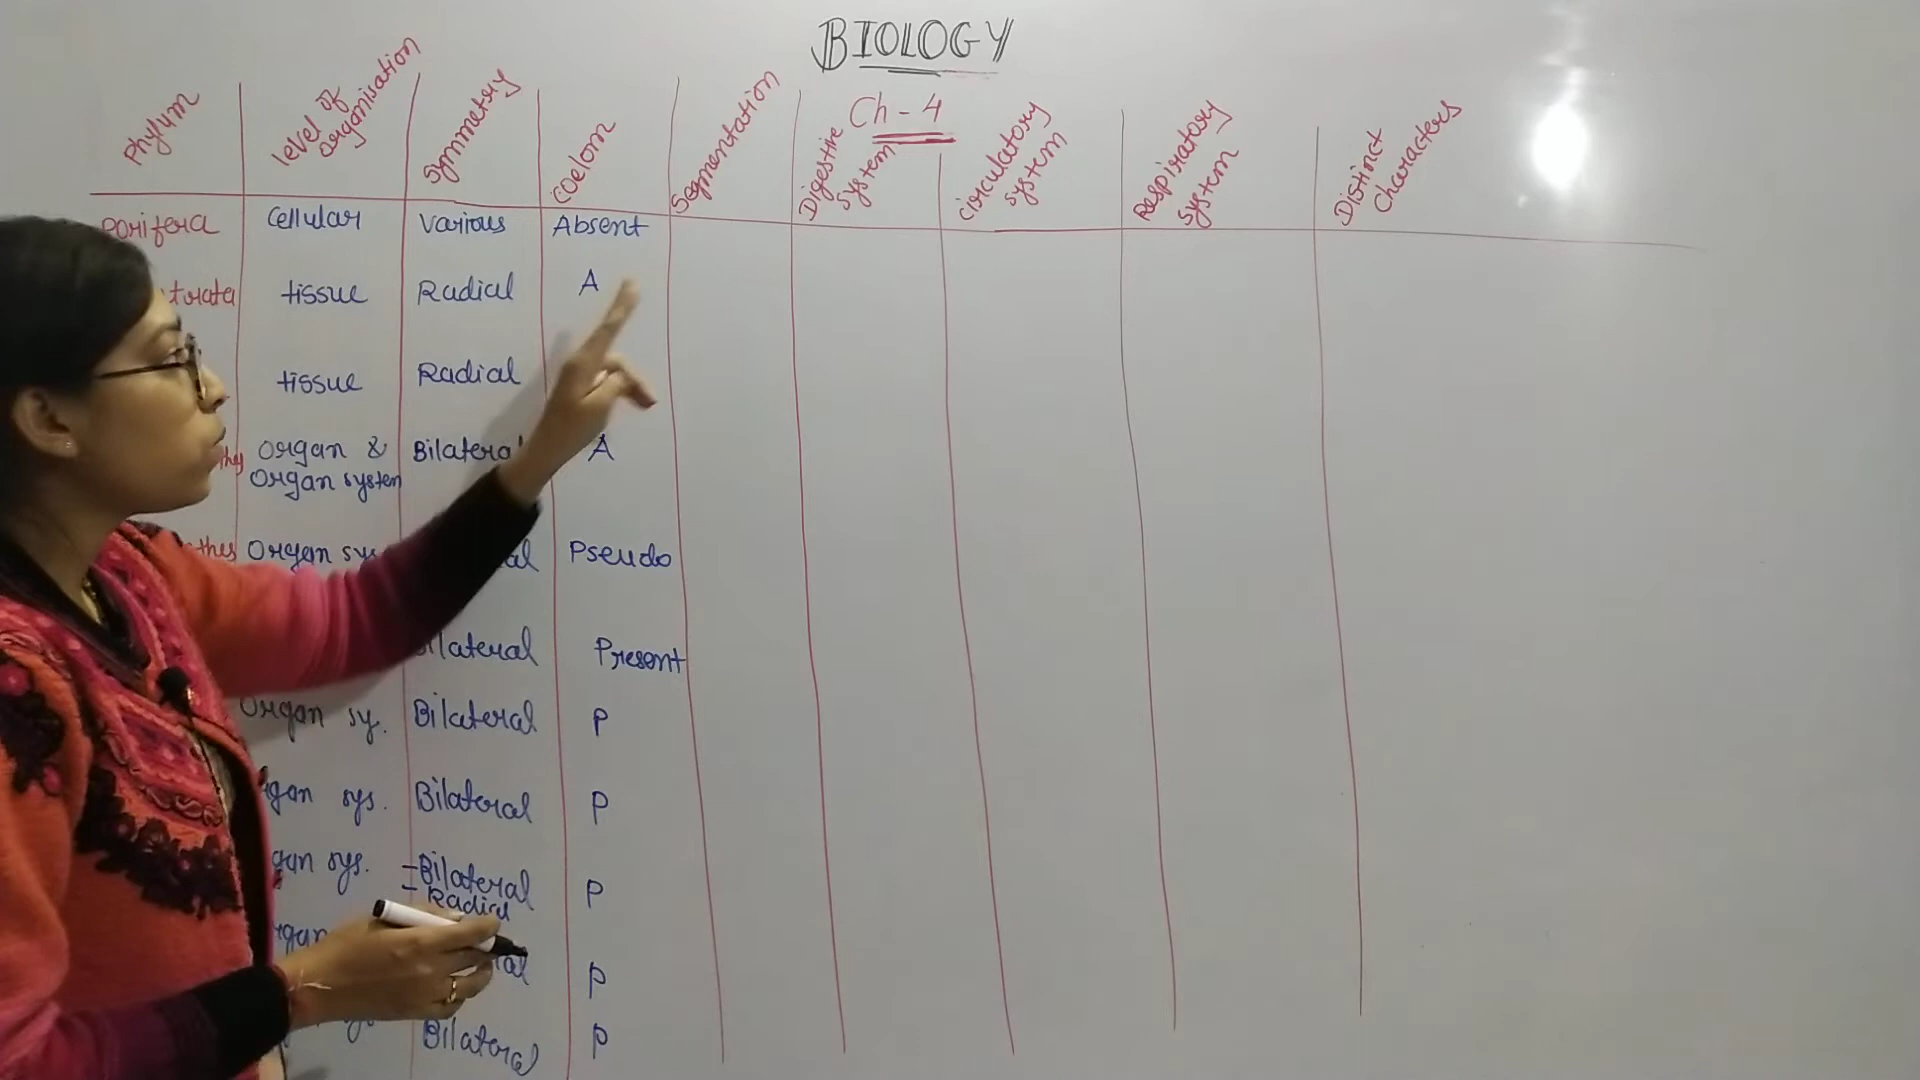 BIOLOGY
Ch - 4
Phylum
level of
organisation
Symmetry
Coelom
Segmentation
Digestive
System
Circulatory
system
Respiratory
System
Distinct
Characters
Porifera cellular various Absent
tissue Radial A
tissue Radial
organ & Bilateral A
organ system
organ Pseudo
Present
organ sy. Bilateral P
sys. Bilateral P
sys. Bilateral P
Radial
P
Bilateral P